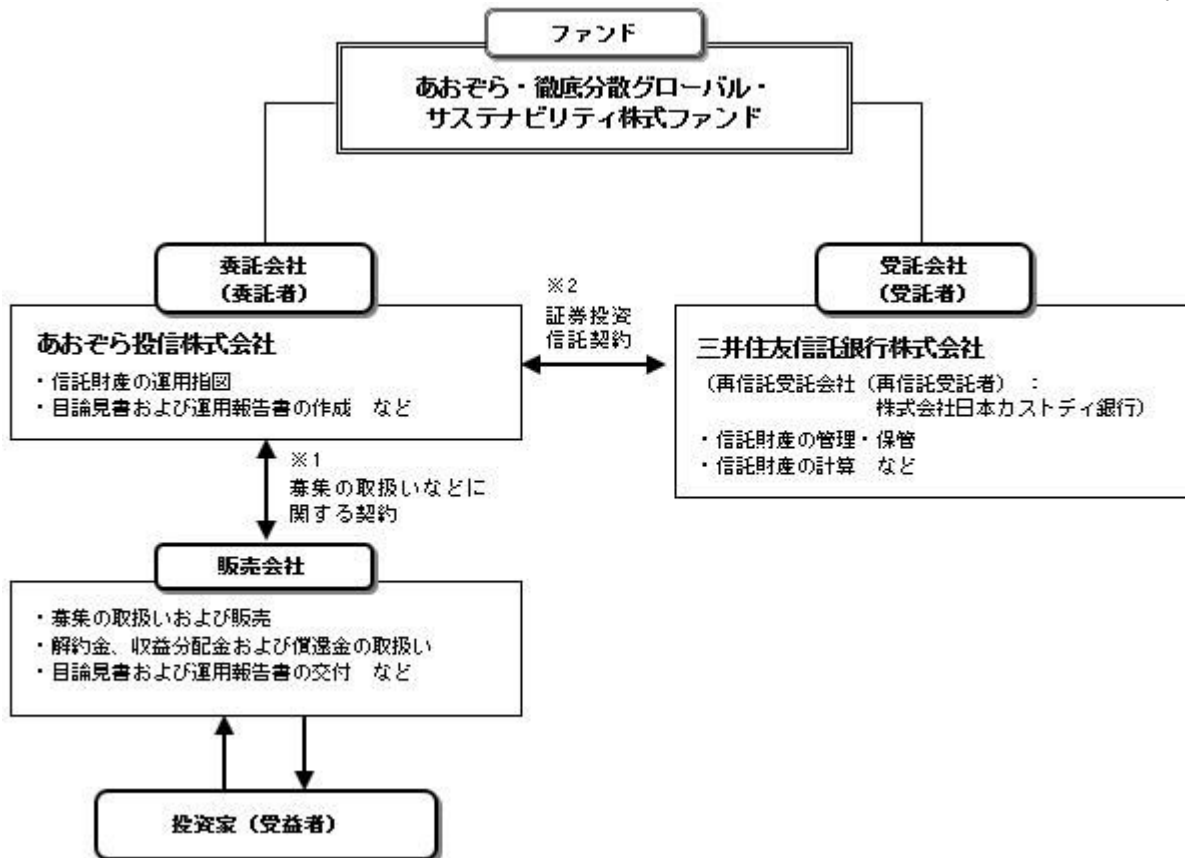 ファンド
あおぞら・徹底分散グローバル・
サステナビリティ株式ファンド
委託会社
(委託者)
あおぞら投信株式会社
・信託財産の運用指図
・目論見書および運用報告書の作成 など
※2
証券投資
信託契約
受託会社
(受託者)
三井住友信託銀行株式会社
(再信託受託会社(再信託受託者) :
株式会社日本カストディ銀行)
・信託財産の管理・保管
・信託財産の計算 など
※1
募集の取扱いなどに
関する契約
販売会社
・募集の取扱いおよび販売
・解約金、収益分配金および償還金の取扱い
・目論見書および運用報告書の交付 など
投資家(受益者)